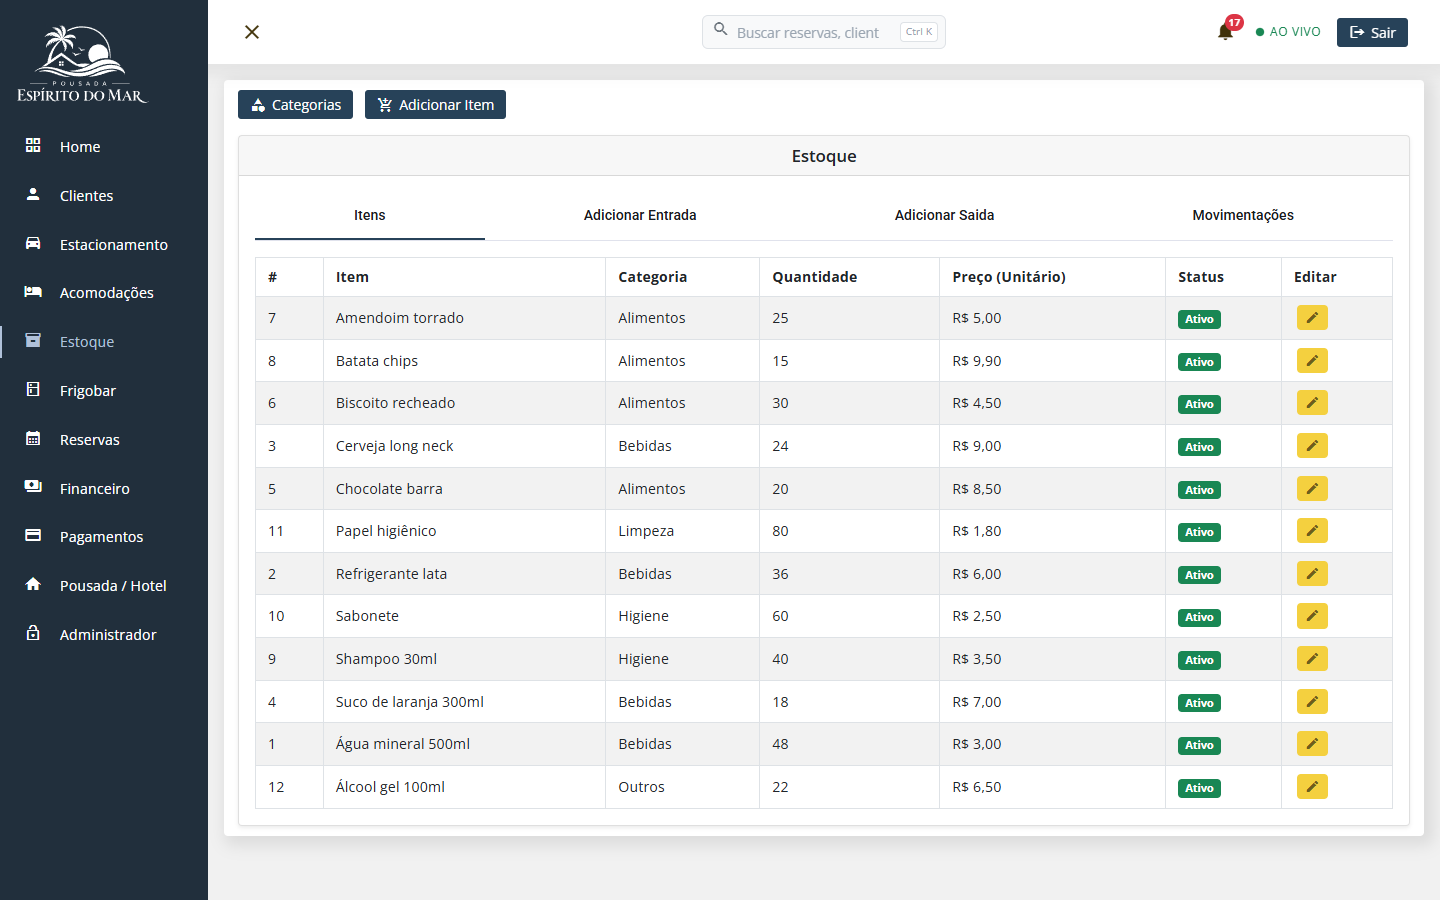 POUSADA
ESPÍRITO DO MAR
Home
Clientes
Estacionamento
Acomodações
Estoque
Frigobar
Reservas
Financeiro
Pagamentos
Pousada / Hotel
Administrador
Buscar reservas, client
Ctrl K
17
AO VIVO
Sair
Categorias
Adicionar Item
Estoque
Itens
Adicionar Entrada
Adicionar Saida
Movimentações
# Item Categoria Quantidade Preço (Unitário) Status Editar
7 Amendoim torrado Alimentos 25 R$ 5,00 Ativo
8 Batata chips Alimentos 15 R$ 9,90 Ativo
6 Biscoito recheado Alimentos 30 R$ 4,50 Ativo
3 Cerveja long neck Bebidas 24 R$ 9,00 Ativo
5 Chocolate barra Alimentos 20 R$ 8,50 Ativo
11 Papel higiênico Limpeza 80 R$ 1,80 Ativo
2 Refrigerante lata Bebidas 36 R$ 6,00 Ativo
10 Sabonete Higiene 60 R$ 2,50 Ativo
9 Shampoo 30ml Higiene 40 R$ 3,50 Ativo
4 Suco de laranja 300ml Bebidas 18 R$ 7,00 Ativo
1 Água mineral 500ml Bebidas 48 R$ 3,00 Ativo
12 Álcool gel 100ml Outros 22 R$ 6,50 Ativo